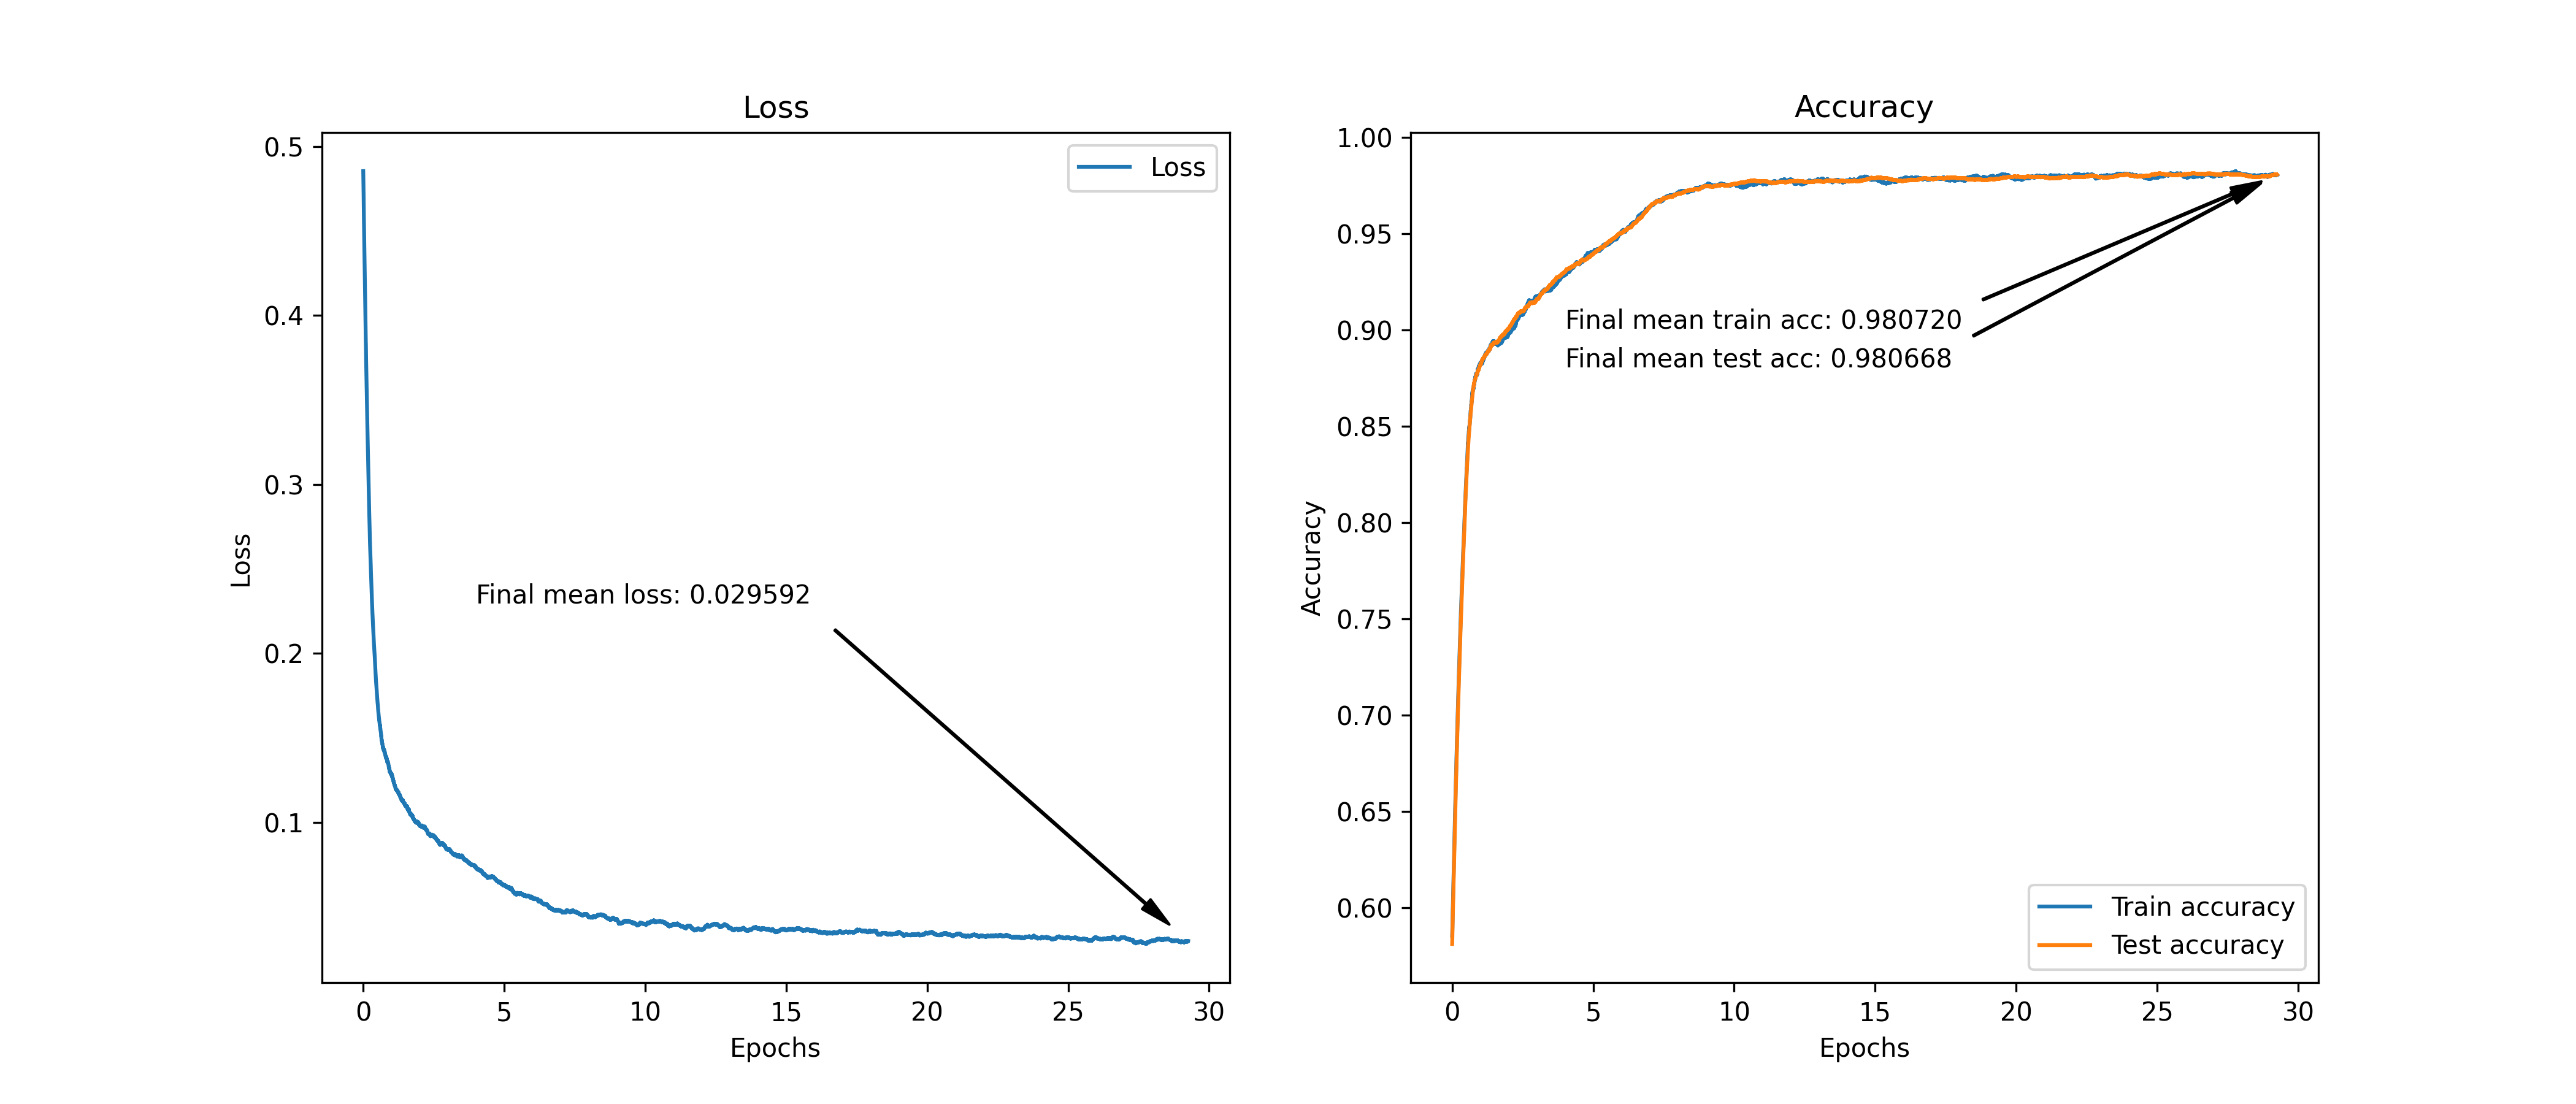 Loss
0.5
0.4
0.3
0.2
0.1
Loss
Loss
Final mean loss: 0.029592
0 5 10 15 20 25 30
Epochs
Accuracy
1.00
0.95
0.90
0.85
0.80
0.75
0.70
0.65
0.60
Accuracy
Final mean train acc: 0.980720
Final mean test acc: 0.980668
Train accuracy
Test accuracy
0 5 10 15 20 25 30
Epochs